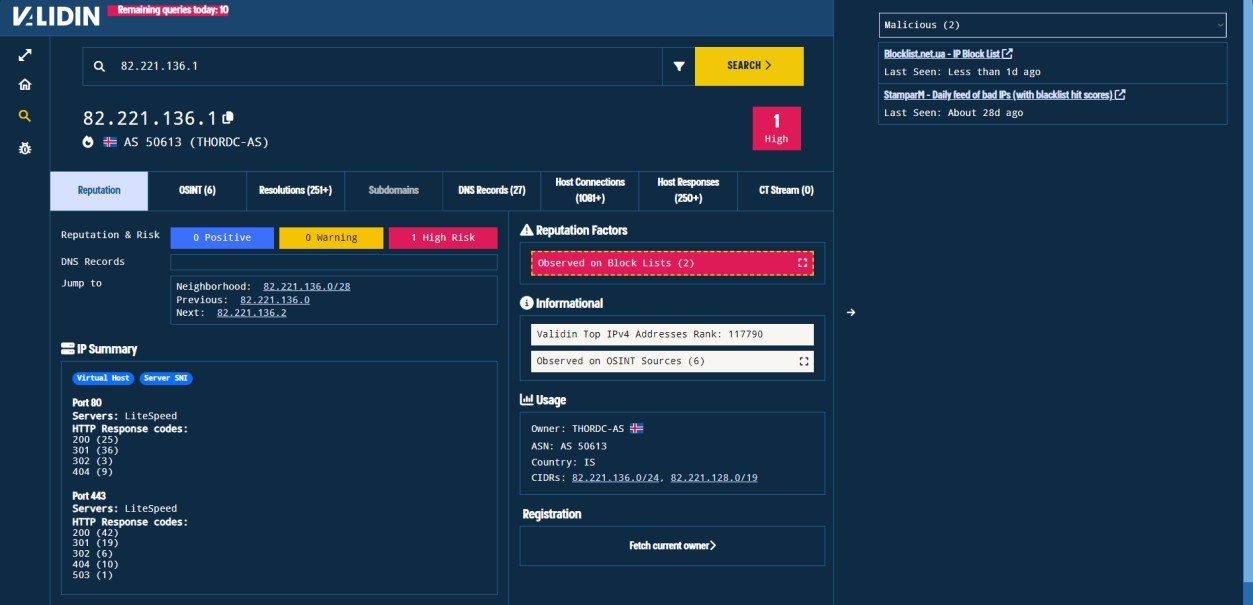 VALIDIN
Remaining queries today: 10
82.221.136.1
SEARCH
82.221.136.1
AS 50613 (THORDC-AS)
1
High
Reputation
OSINT (6)
Resolutions (251+)
Subdomains
DNS Records (27)
Host Connections
(1081+)
Host Responses
(250+)
CT Stream (0)
Reputation & Risk
0 Positive
0 Warning
1 High Risk
DNS Records
Jump to
Neighborhood: 82.221.136.0/28
Previous: 82.221.136.0
Next: 82.221.136.2
IP Summary
Virtual Host
Server SNI
Port 80
Servers: LiteSpeed
HTTP Response codes:
200 (25)
301 (36)
302 (3)
404 (9)
Port 443
Servers: LiteSpeed
HTTP Response codes:
200 (42)
301 (19)
302 (6)
404 (10)
503 (1)
Reputation Factors
Observed on Block Lists (2)
Informational
Validin Top IPv4 Addresses Rank: 117790
Observed on OSINT Sources (6)
Usage
Owner: THORDC-AS
ASN: AS 50613
Country: IS
CIDRs: 82.221.136.0/24, 82.221.128.0/19
Registration
Fetch current owner
Malicious (2)
Blocklist.net.ua - IP Block List
Last Seen: Less than 1d ago
StamparM - Daily feed of bad IPs (with blacklist hit scores)
Last Seen: About 28d ago